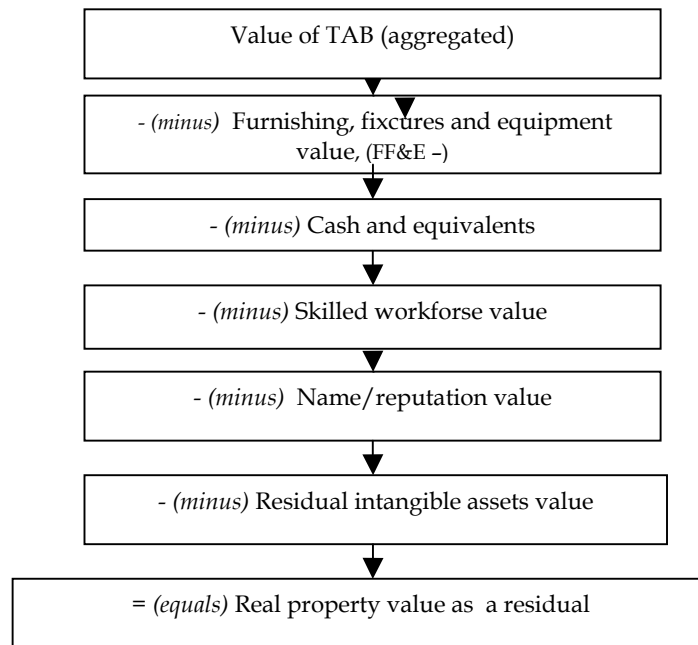 Value of TAB (aggregated)
- (minus) Furnishing, fixcures and equipment
value, (FF&E –)
- (minus) Cash and equivalents
- (minus) Skilled workforse value
- (minus) Name/reputation value
- (minus) Residual intangible assets value
= (equals) Real property value as a residual